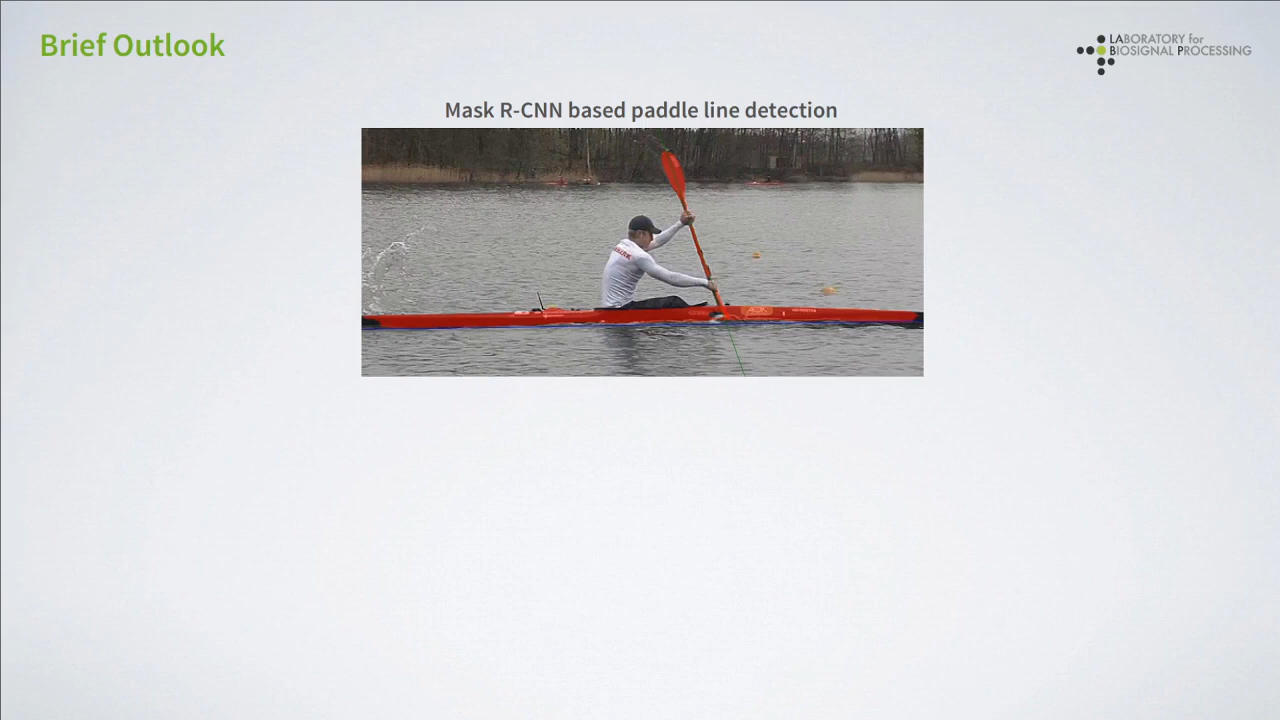 Brief Outlook
LABORATORY for
BIOSIGNAL PROCESSING
Mask R-CNN based paddle line detection